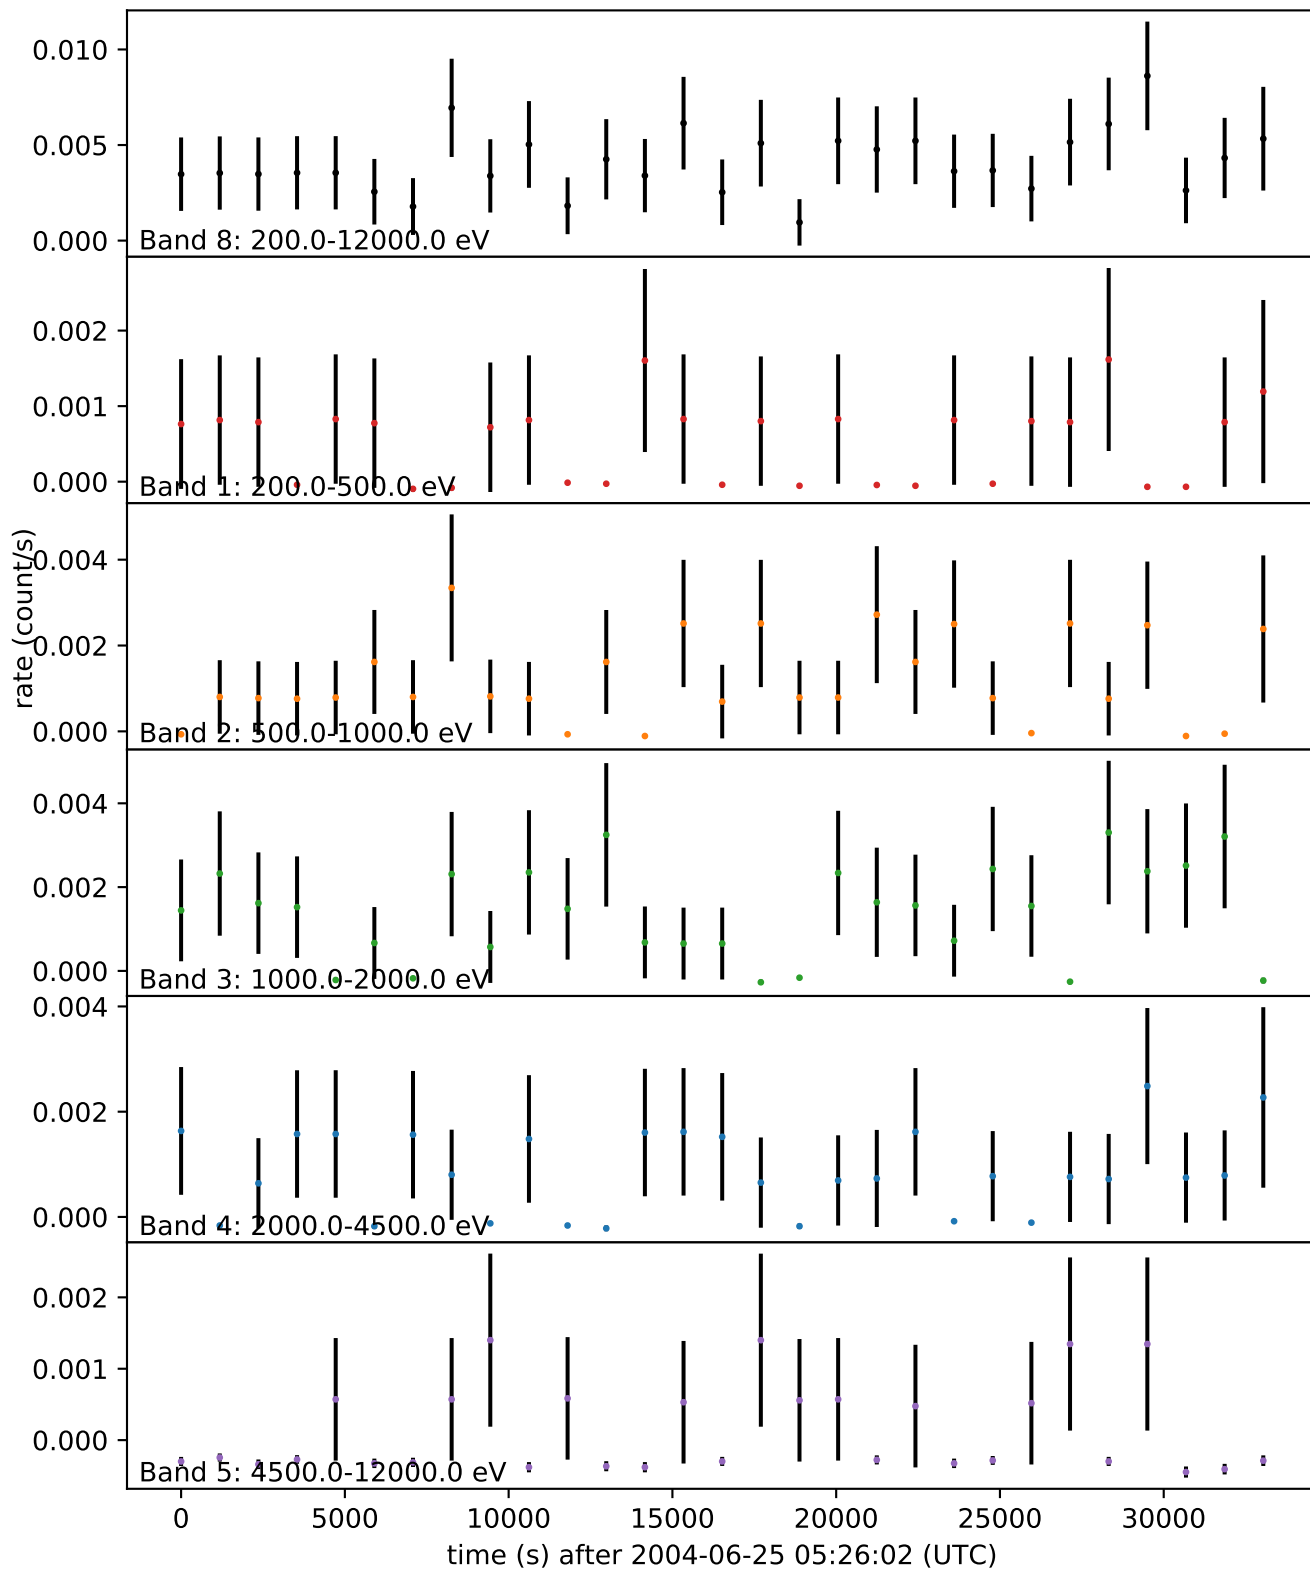 0.010
0.005
0.000
Band 8: 200.0-12000.0 eV
0.002
0.001
0.000
Band 1: 200.0-500.0 eV
rate (count/s)
0.004
0.002
0.000
Band 2: 500.0-1000.0 eV
0.004
0.002
0.000
Band 3: 1000.0-2000.0 eV
0.004
0.002
0.000
Band 4: 2000.0-4500.0 eV
0.002
0.001
0.000
Band 5: 4500.0-12000.0 eV
0 5000 10000 15000 20000 25000 30000
time (s) after 2004-06-25 05:26:02 (UTC)